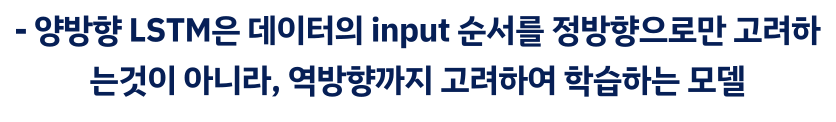 - 양방향 LSTM은 데이터의 input 순서를 정방향으로만 고려하
는것이 아니라, 역방향까지 고려하여 학습하는 모델